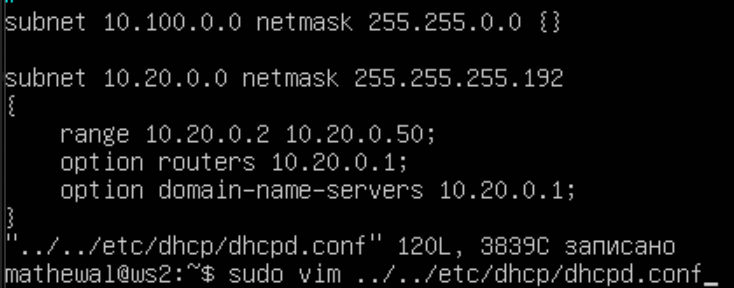 subnet 10.100.0.0 netmask 255.255.0.0 {}
subnet 10.20.0.0 netmask 255.255.255.192
{
    range 10.20.0.2 10.20.0.50;
    option routers 10.20.0.1;
    option domain-name-servers 10.20.0.1;
}
"../../etc/dhcp/dhcpd.conf" 120L, 3839C записано
mathewal@ws2:~$ sudo vim ../../etc/dhcp/dhcpd.conf_